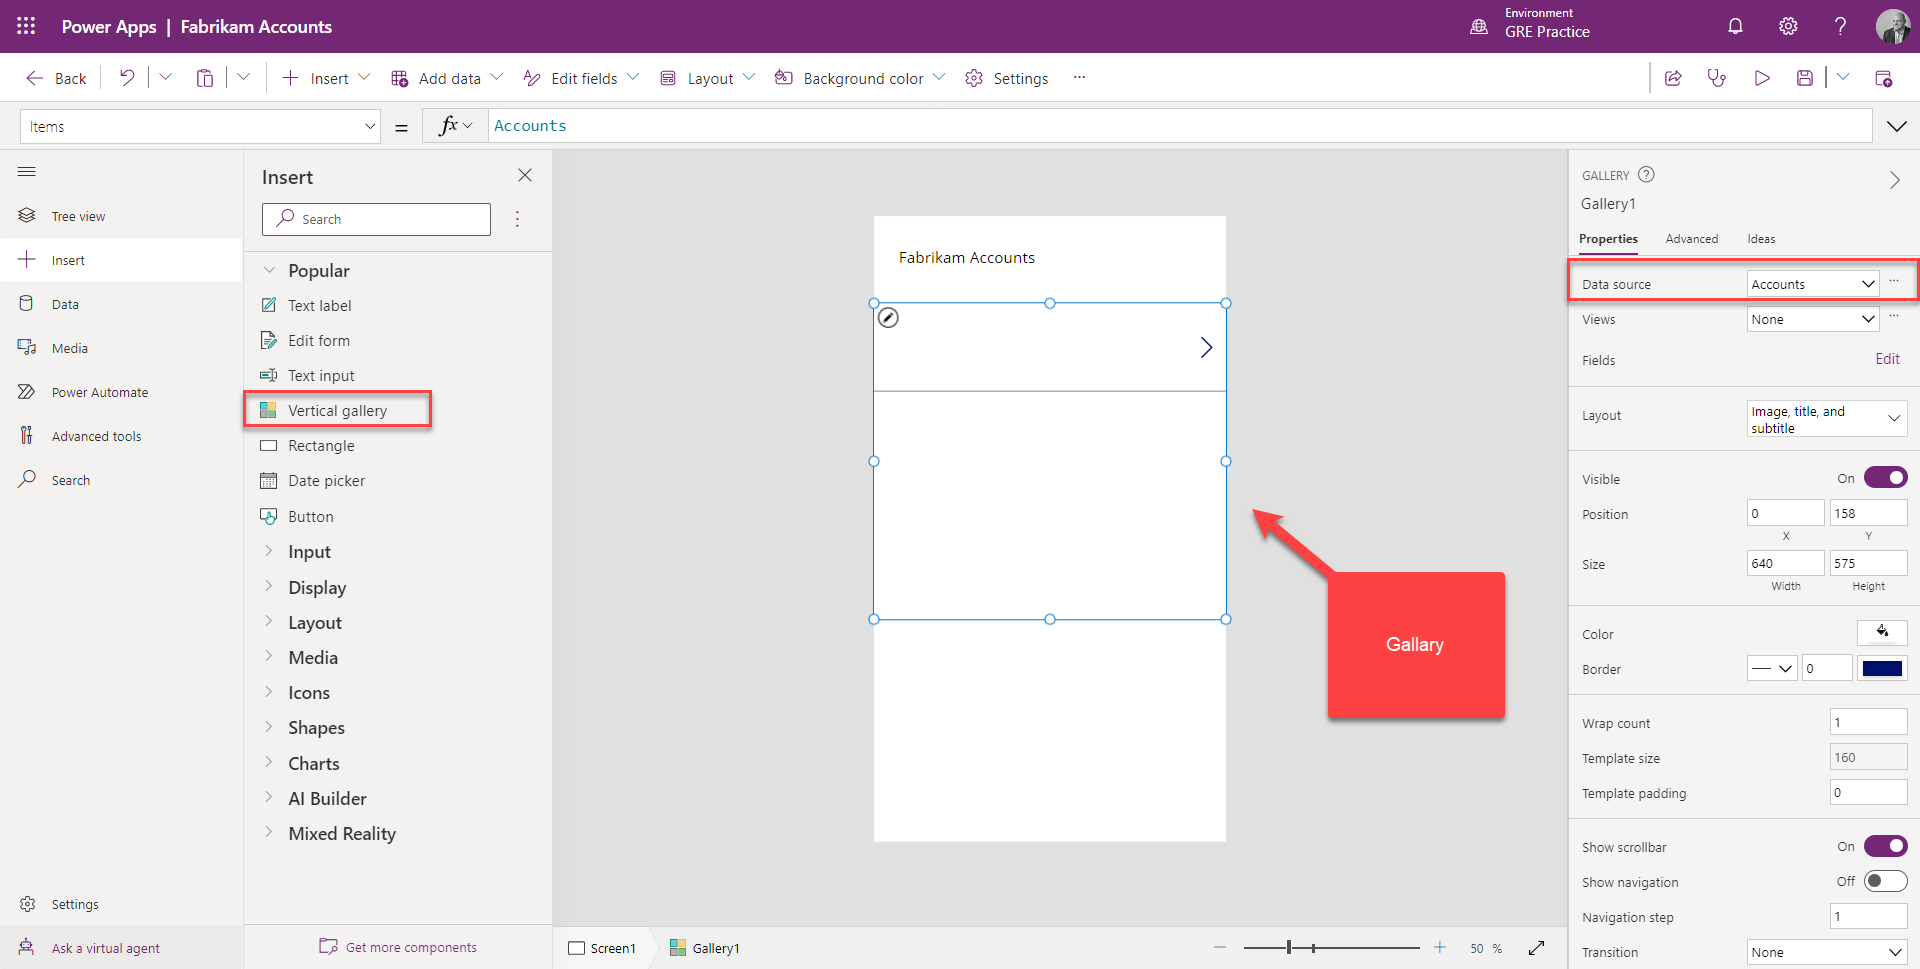 Power Apps | Fabrikam Accounts
Environment
GRE Practice
Back
Insert
Add data
Edit fields
Layout
Background color
Settings
Items
=
fx
Accounts
Tree view
Insert
Data
Media
Power Automate
Advanced tools
Search
Settings
Ask a virtual agent
Insert
Search
Popular
Text label
Edit form
Text input
Vertical gallery
Rectangle
Date picker
Button
Input
Display
Layout
Media
Icons
Shapes
Charts
AI Builder
Mixed Reality
Get more components
Fabrikam Accounts
Gallary
Screen1
Gallery1
50 %
GALLERY
Gallery1
Properties Advanced Ideas
Data source Accounts
Views None
Fields Edit
Layout Image, title, and
subtitle
Visible On
Position 0 158
X Y
Size 640 575
Width Height
Color
Border 0
Wrap count 1
Template size 160
Template padding 0
Show scrollbar On
Show navigation Off
Navigation step 1
Transition None